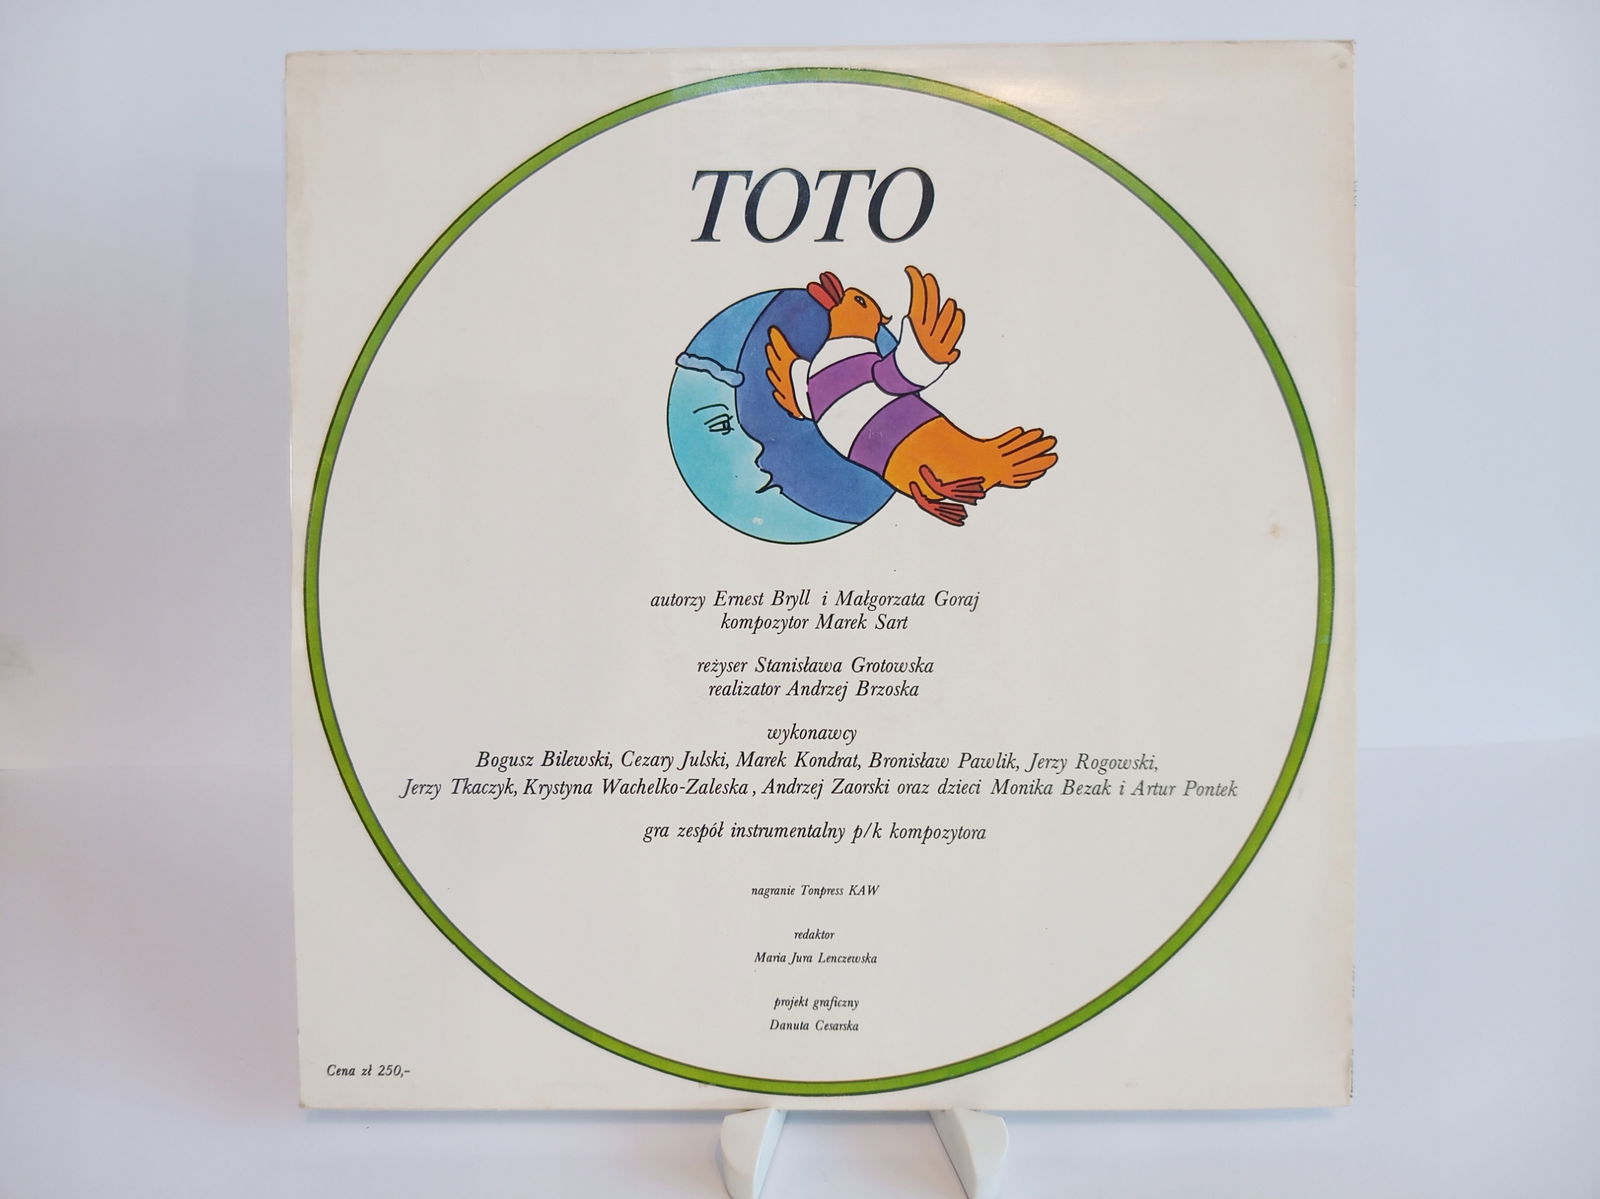 TOTO
autorzy Ernest Bryll i Małgorzata Goraj
kompozytor Marek Sart
reżyser Stanisława Grotowska
realizator Andrzej Brzoska
wykonawcy
Bogusz Bilewski, Cezary Julski, Marek Kondrat, Bronisław Pawlik, Jerzy Rogowski,
Jerzy Tkaczyk, Krystyna Wachelko-Zaleska, Andrzej Zaorski oraz dzieci Monika Bezak i Artur Pontek
gra zespół instrumentalny p/k kompozytora
nagranie Tonpress KAW
redaktor
Maria Jura Lenczewska
projekt graficzny
Danuta Cesarska
Cena zł 250,-